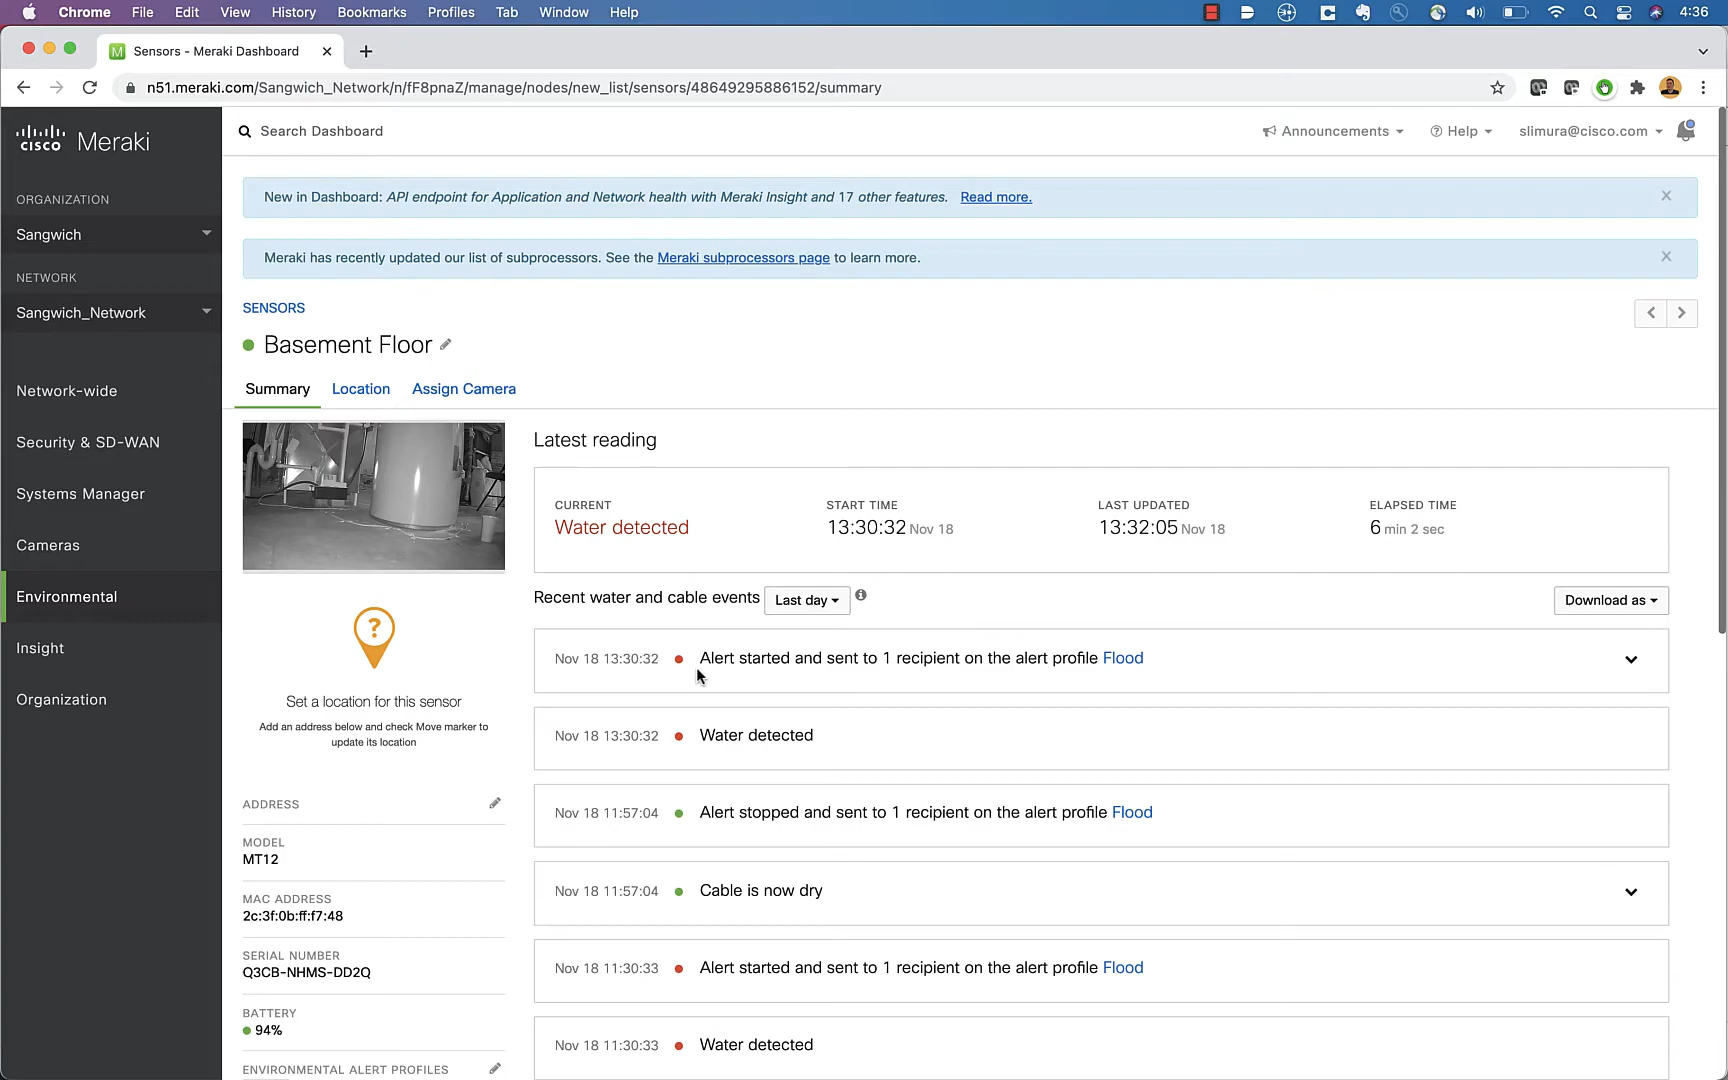 Chrome File Edit View History Bookmarks Profiles Tab Window Help 4:36
Sensors - Meraki Dashboard
n51.meraki.com/Sangwich_Network/n/fF8pnaZ/manage/nodes/new_list/sensors/48649295886152/summary
cisco Meraki
Search Dashboard
Announcements
Help
slimura@cisco.com
ORGANIZATION
Sangwich
NETWORK
Sangwich_Network
Network-wide
Security & SD-WAN
Systems Manager
Cameras
Environmental
Insight
Organization
New in Dashboard: API endpoint for Application and Network health with Meraki Insight and 17 other features. Read more.
Meraki has recently updated our list of subprocessors. See the Meraki subprocessors page to learn more.
SENSORS
Basement Floor
Summary Location Assign Camera
Set a location for this sensor
Add an address below and check Move marker to
update its location
ADDRESS
MODEL
MT12
MAC ADDRESS
2c:3f:0b:ff:f7:48
SERIAL NUMBER
Q3CB-NHMS-DD2Q
BATTERY
94%
ENVIRONMENTAL ALERT PROFILES
Latest reading
CURRENT
Water detected
START TIME
13:30:32 Nov 18
LAST UPDATED
13:32:05 Nov 18
ELAPSED TIME
6 min 2 sec
Recent water and cable events Last day
Download as
Nov 18 13:30:32 Alert started and sent to 1 recipient on the alert profile Flood
Nov 18 13:30:32 Water detected
Nov 18 11:57:04 Alert stopped and sent to 1 recipient on the alert profile Flood
Nov 18 11:57:04 Cable is now dry
Nov 18 11:30:33 Alert started and sent to 1 recipient on the alert profile Flood
Nov 18 11:30:33 Water detected